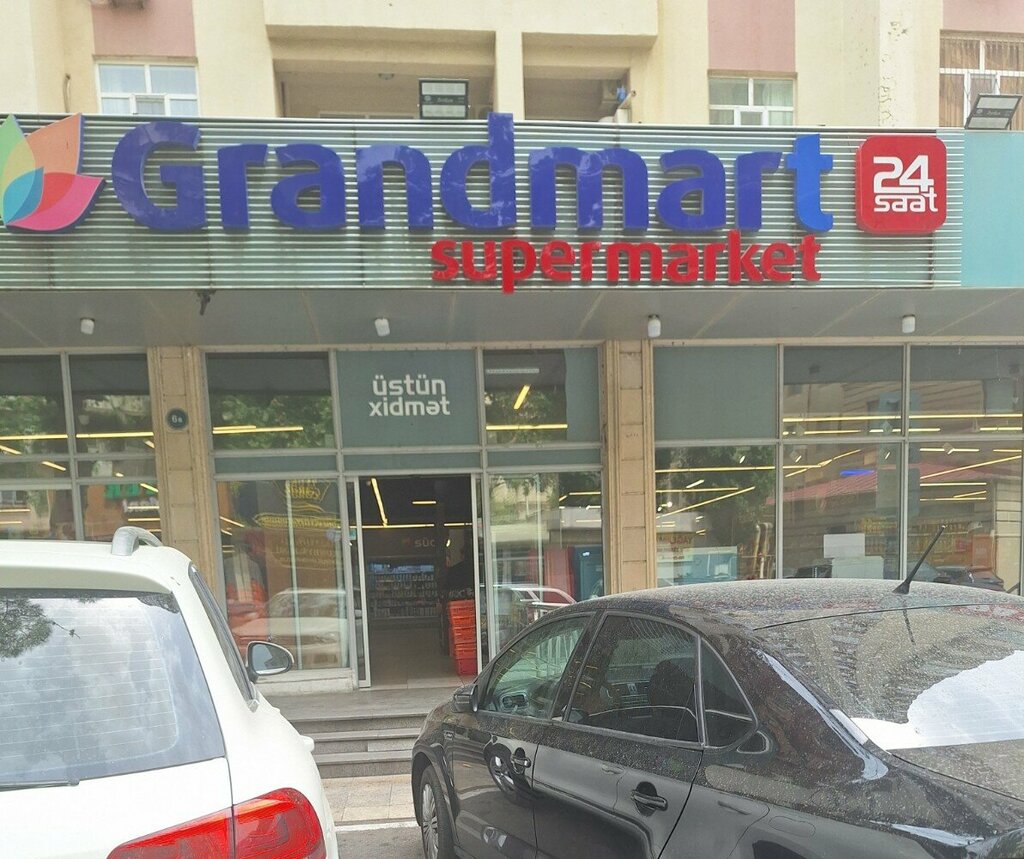 Grandmart
24
saat
supermarket
üstün
xidmət